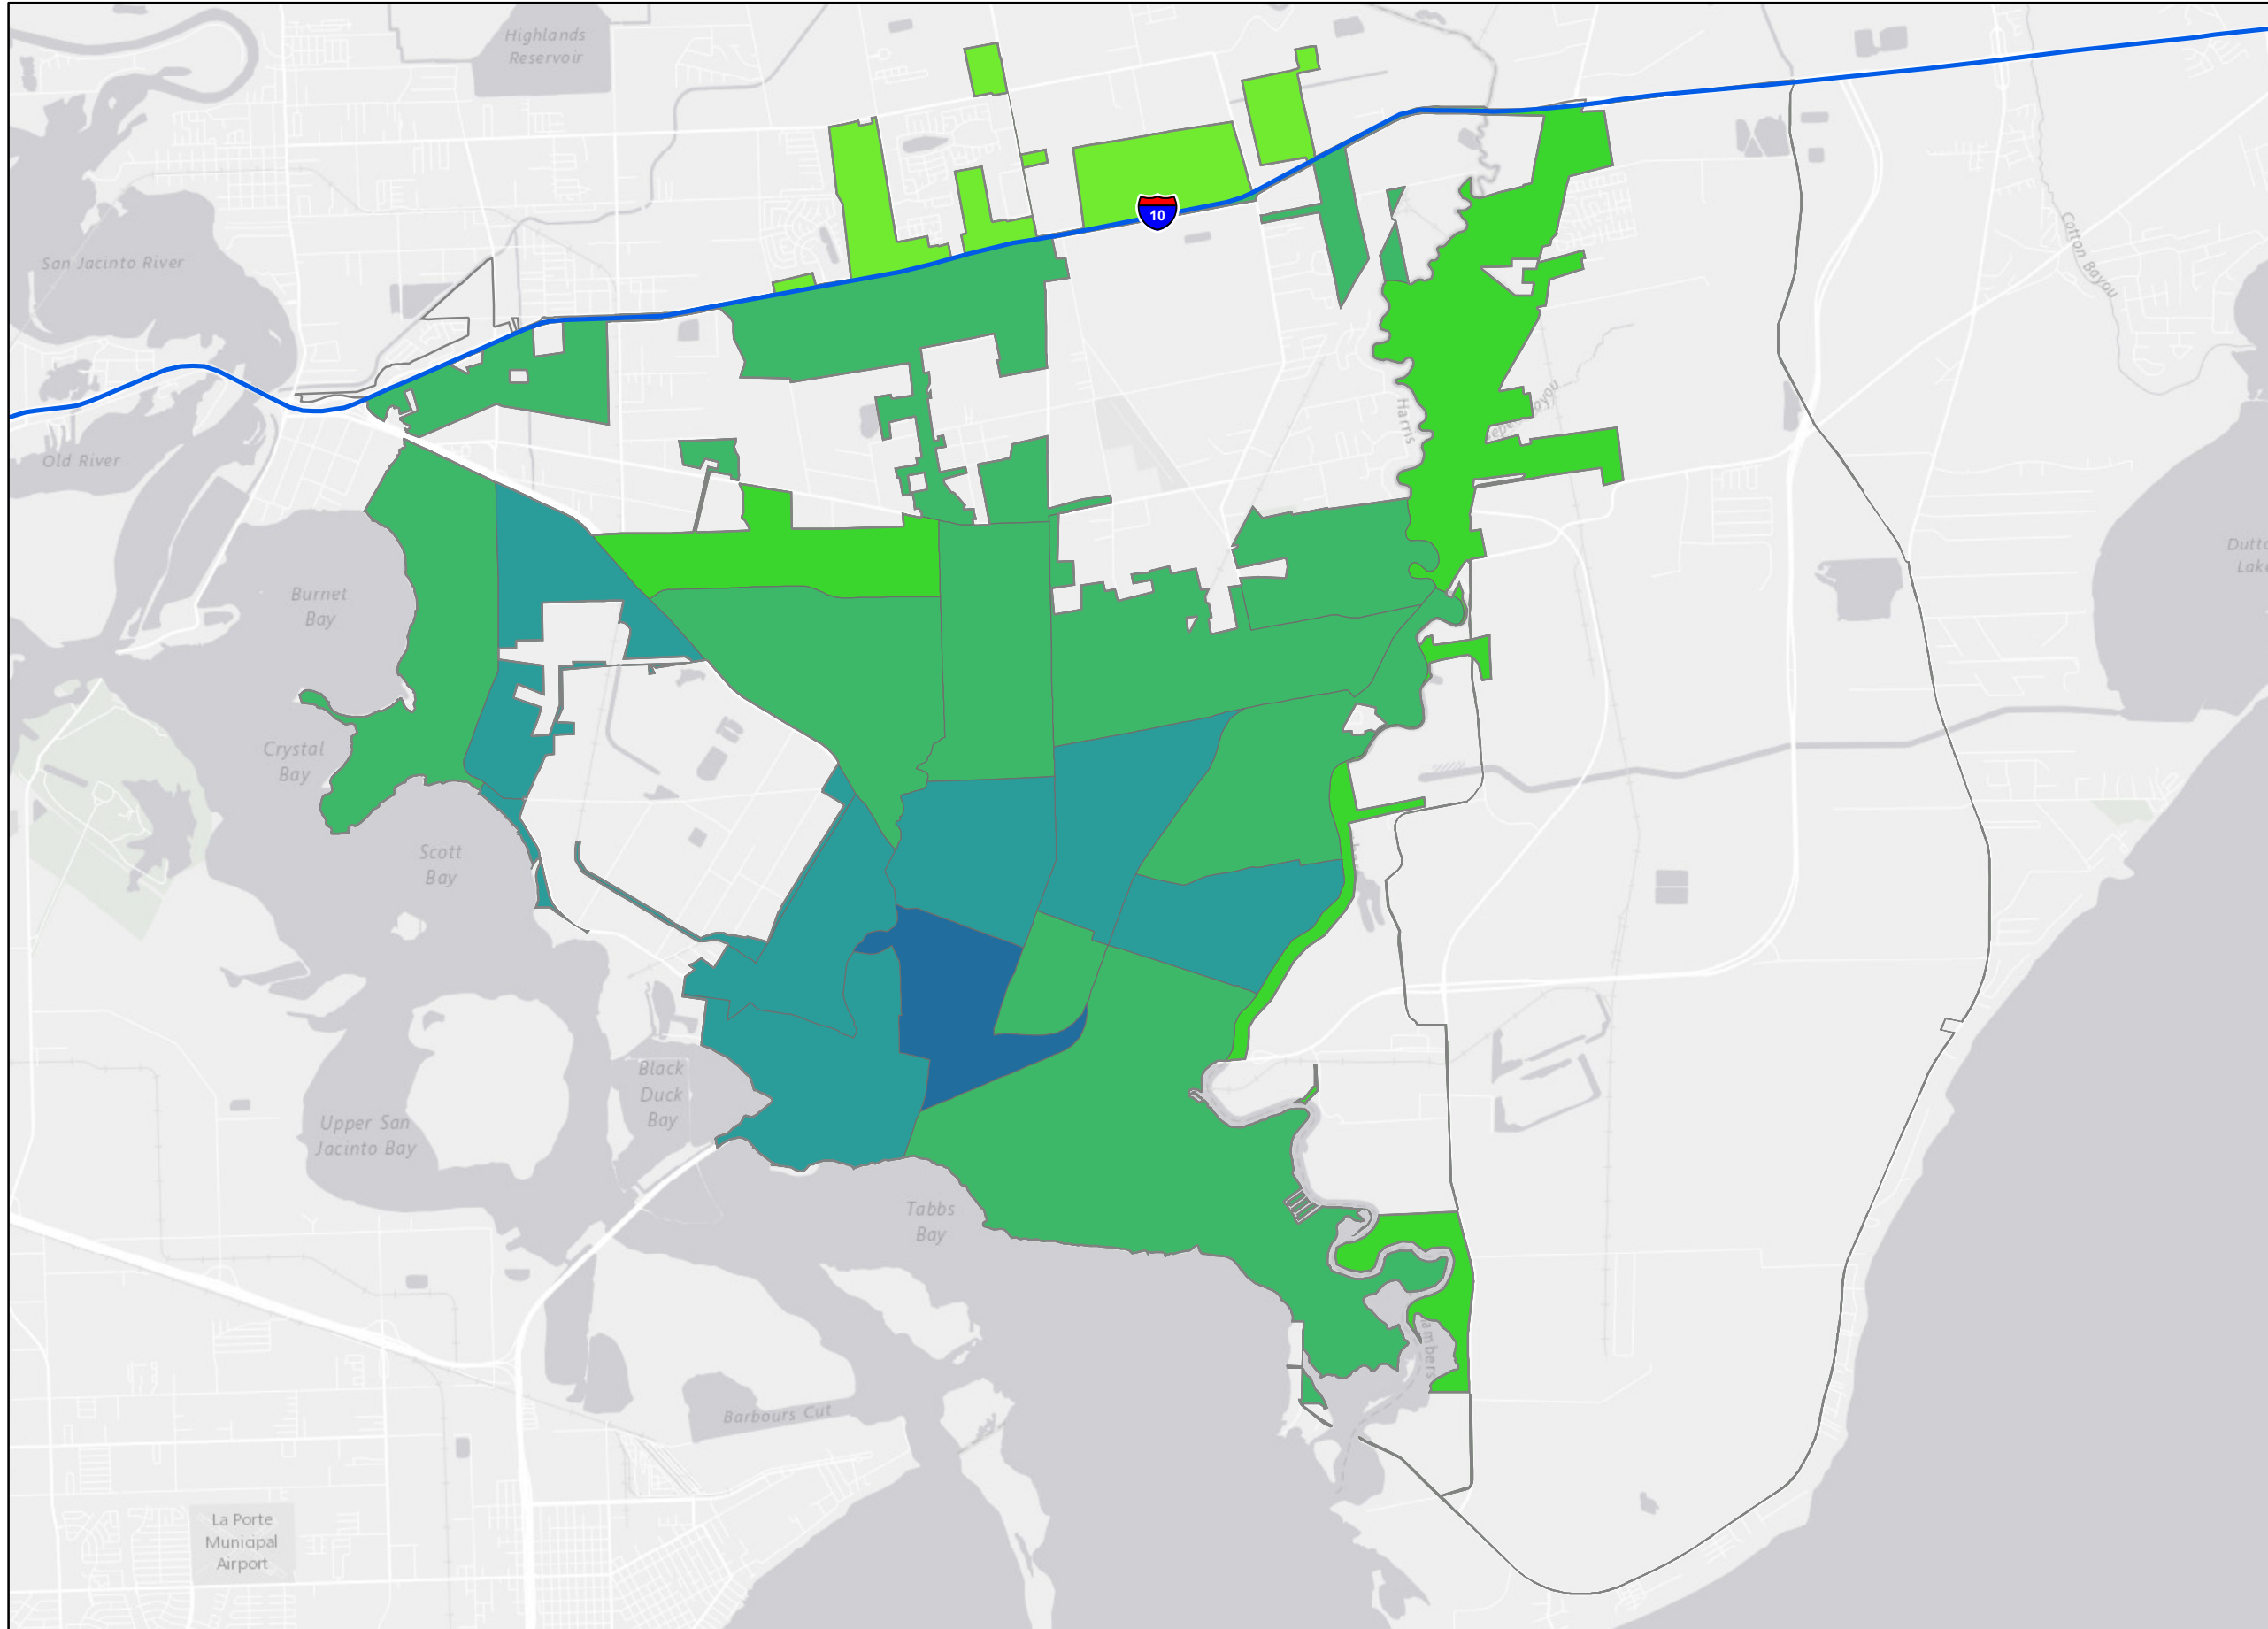 Highlands
Reservoir
10
San Jacinto River
Cotton Bayou
Harris
Old River
Burnet
Bay
Crystal
Bay
Scott
Bay
Black
Duck
Bay
Upper San
Jacinto Bay
Tabbs
Bay
Barbours Cut
La Porte
Municipal
Airport